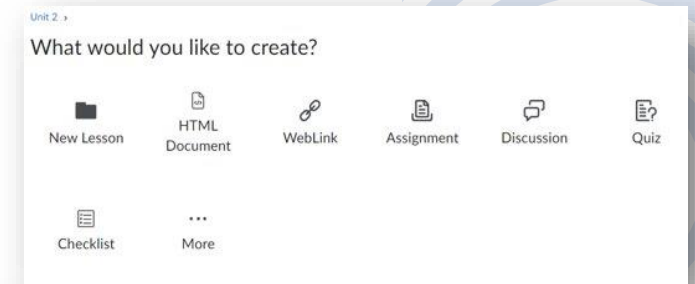 Unit 2 ›
What would you like to create?
New Lesson
HTML
Document
WebLink
Assignment
Discussion
Quiz
Checklist
More